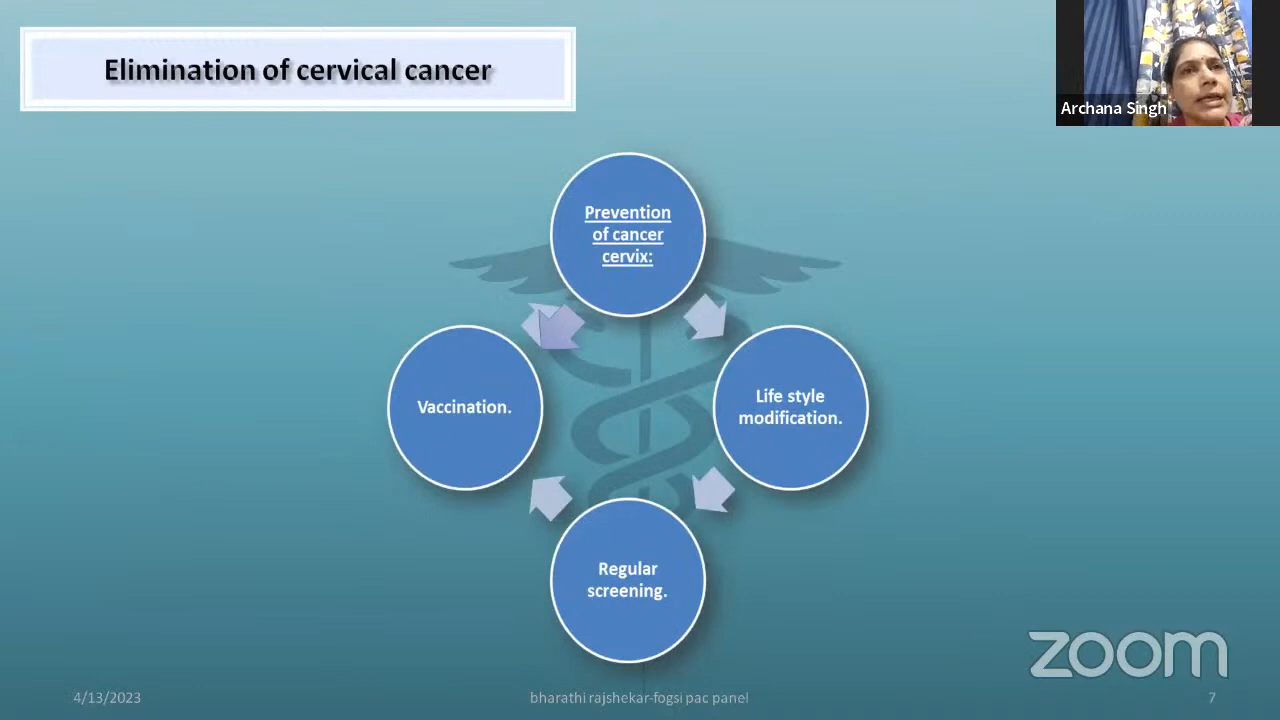 Elimination of cervical cancer
Archana Singh
Prevention
of cancer
cervix:
Vaccination.
Life style
modification.
Regular
screening.
zoom
4/13/2023
bharathi rajshekar-fogsi pac panel
7